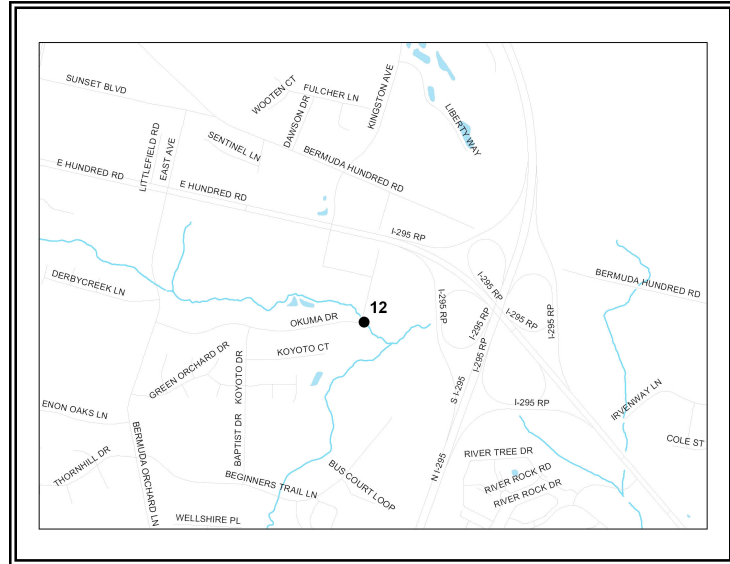 SUNSET BLVD
WOOTEN CT
FULCHER LN
KINGSTON AVE
DAWSON DR
LIBERTY WAY
LITTLEFIELD RD
EAST AVE
SENTINEL LN
BERMUDA HUNDRED RD
E HUNDRED RD
E HUNDRED RD
I-295 RP
DERBYCREEK LN
I-295 RP
BERMUDA HUNDRED RD
12
OKUMA DR
I-295 RP
I-295 RP
I-295 RP
I-295 RP
KOYOTO CT
GREEN ORCHARD DR
KOYOTO DR
I-295 RP
S I-295
I-295 RP
IRVENWAY LN
ENON OAKS LN
BERMUDA ORCHARD LN
BAPTIST DR
COLE ST
THORNHILL DR
BEGINNERS TRAIL LN
BUS COURT LOOP
N I-295
RIVER TREE DR
RIVER ROCK RD
RIVER ROCK DR
WELLSHIRE PL